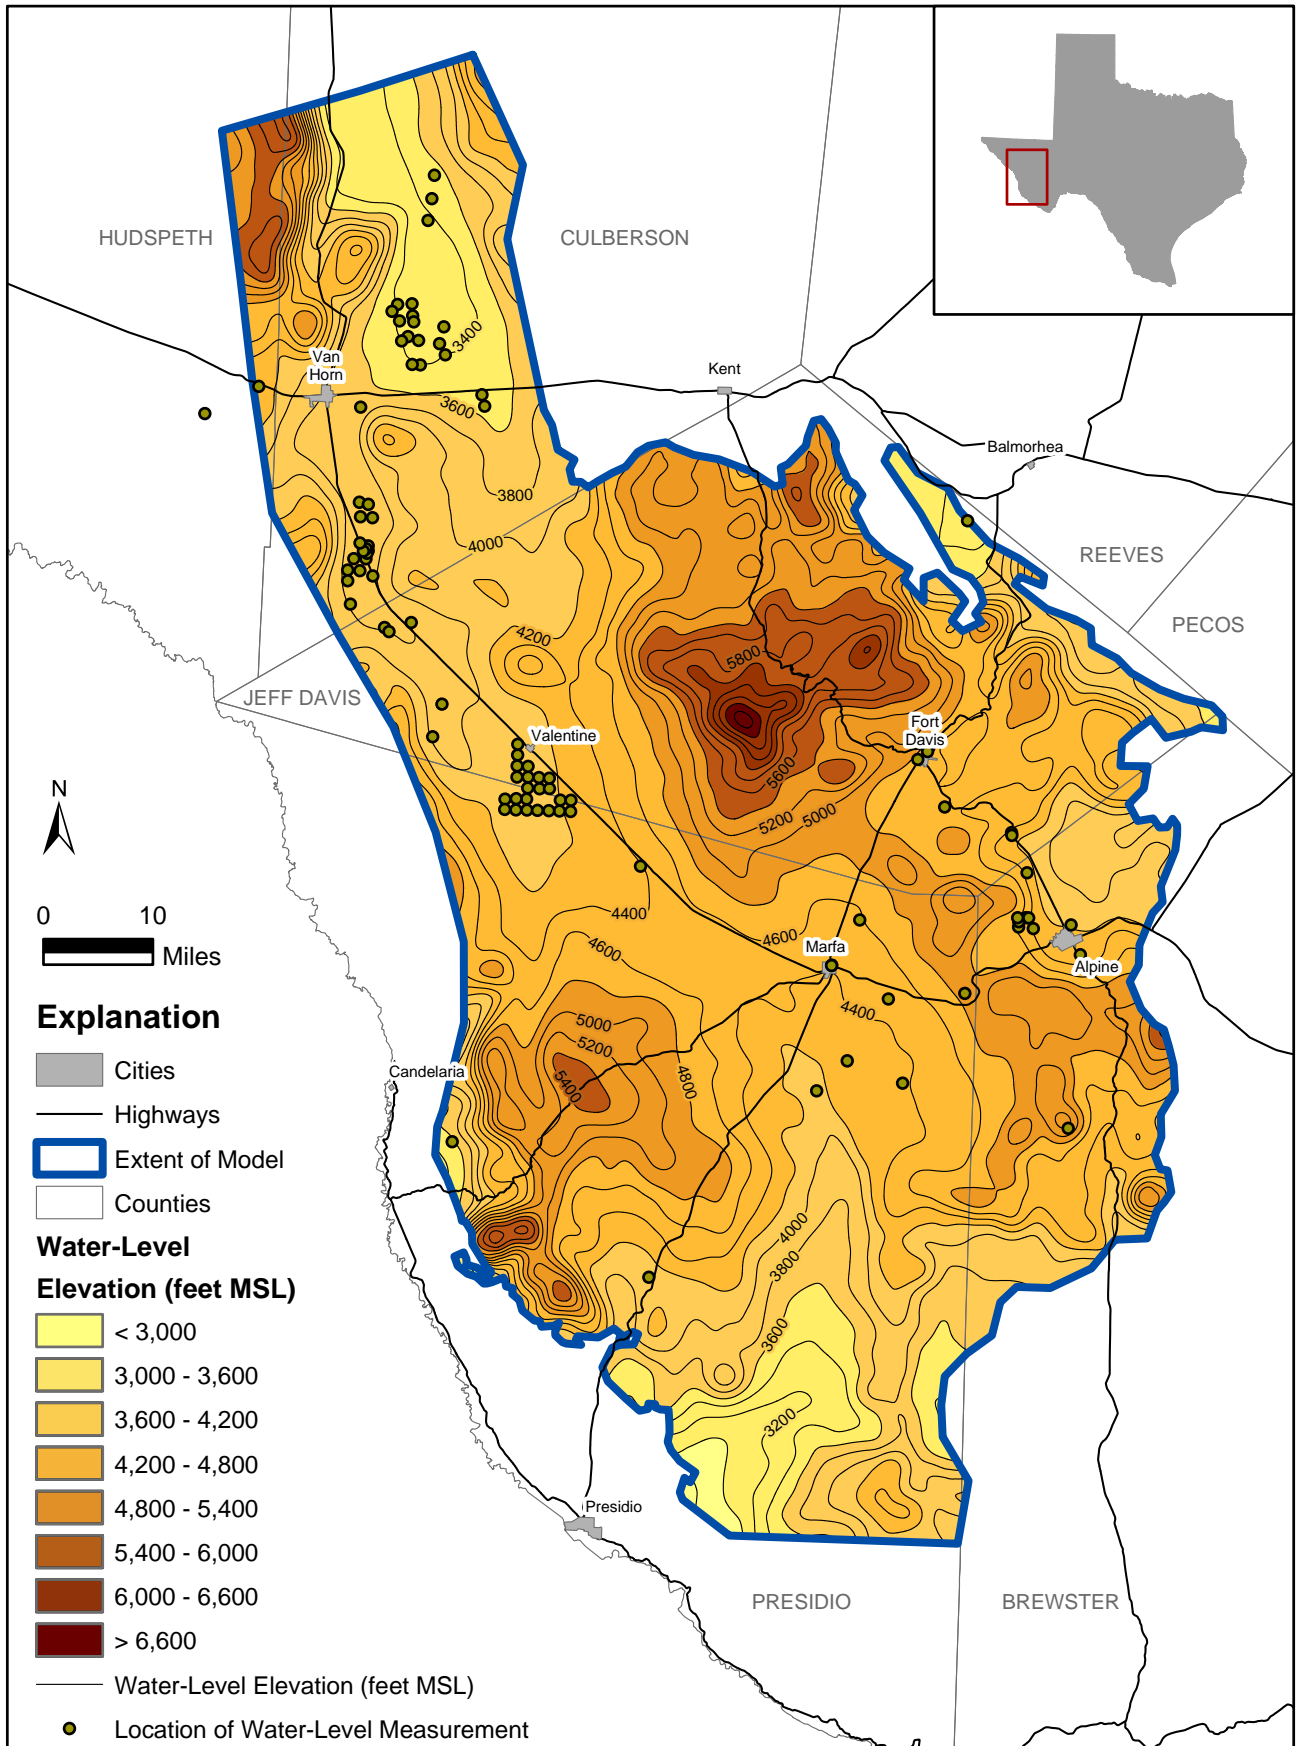 HUDSPETH
CULBERSON
3400
Van
Horn
Kent
3600
Balmorhea
3800
4000
REEVES
PECOS
4200
5800
JEFF DAVIS
Fort
Davis
Valentine
5600
5200
5000
N
4400
4600
4600
Marfa
0 10
Miles
Alpine
4400
5000
5200
5400
4800
Candelaria
Explanation
Cities
Highways
Extent of Model
Counties
4000
3800
3600
3200
Water-Level
Elevation (feet MSL)
< 3,000
3,000 - 3,600
3,600 - 4,200
4,200 - 4,800
4,800 - 5,400
5,400 - 6,000
6,000 - 6,600
> 6,600
Presidio
PRESIDIO
BREWSTER
Water-Level Elevation (feet MSL)
Location of Water-Level Measurement